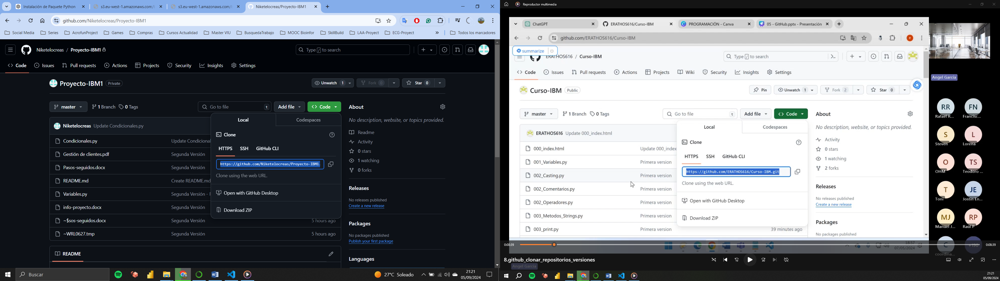 Instalación de Paquete Python
s3.eu-west-1.amazonaws.com/
s3.eu-west-1.amazonaws.com/
Niketelocreas/Proyecto-IBM1
github.com/Niketelocreas/Proyecto-IBM1
Social Media
Series
AcrofunProject
Games
Compras
Cursos Actualidad
Master VIU
BusquedaTrabajo
MOOC Bioinfor
SkillBuild
LAA-Proyect
ECG-Proyect
»
Todos los marcadores
Niketelocreas / Proyecto-IBM1
Type / to search
Code
Issues
Pull requests
Actions
Projects
Security
Insights
Settings
Proyecto-IBM1 Private
Unwatch 1
Fork 0
Star 0
master
1 Branch
0 Tags
Go to file t
Add file
Code
Niketelocreas Update Condicionales.py
Condicionales.py Update Condicional
Gestión de clientes.pdf Segunda Versión
Pasos-seguidos.docx Segunda Versión
README.md Create README.md
Variables.py Segunda Versión -
info-proyecto.docx Segunda Versión
~$sos-seguidos.docx Segunda Versión 5 hours ago
~WRL0627.tmp Segunda Versión 5 hours ago
README
Local
Codespaces
Clone
HTTPS SSH GitHub CLI
https://github.com/Niketelocreas/Proyecto-IBM1.
Clone using the web URL.
Open with GitHub Desktop
Download ZIP
About
No description, website, or topics provided.
Readme
Activity
0 stars
1 watching
0 forks
Releases
No releases published
Create a new release
Packages
No packages published
Publish your first package
Languages
Buscar
27°C Soleado
21:21
05/09/2024
Reproductor multimedia
ChatGPT
ERATHOS616/Curso-IBM
PROGRAMACIÓN - Canva
05 - GitHub.pptx - Presentación
github.com/ERATHOS616/Curso-IBM
e
summarize
ERATHOS616 / Curso-IBM
Type / to search
Code
Issues
Pull requests
Actions
Projects
Wiki
Security
Insights
Settings
Curso-IBM Public
Pin
Unwatch 1
Fork 2
Star 0
master
1 Branch
0 Tags
Go to file t
Add file
Code
ERATHOS616 Update 000_index.html
000_index.html Update 000_index
001_Variables.py Primera version
002_Casting.py Primera version
002_Comentarios.py Primera version
002_Operadores.py Primera version
003_Metodos_Strings.py Primera version
003_print.py Primera version 39 minutes ago
Local
Codespaces
Clone
HTTPS SSH GitHub CLI
https://github.com/ERATHOS616/Curso-IBM.git
Clone using the web URL.
Open with GitHub Desktop
Download ZIP
About
No description, website, or topics provided.
Activity
0 stars
1 watching
2 forks
Releases
No releases published
Create a new release
Packages
No packages published
Angel García
RR FN
Rafael R... Francisc...
S L
Steven Lorena
O TS
OHM Teodoro ...
T JE
Toni Jostin En...
MJ RP
Manuel J... Raúl P
C +190
coordina...
18:57
07/05/2024
0:00:39
0:08:39
8.github_clonar_repositorios_versiones
10
30
Angel García
21:21
05/09/2024